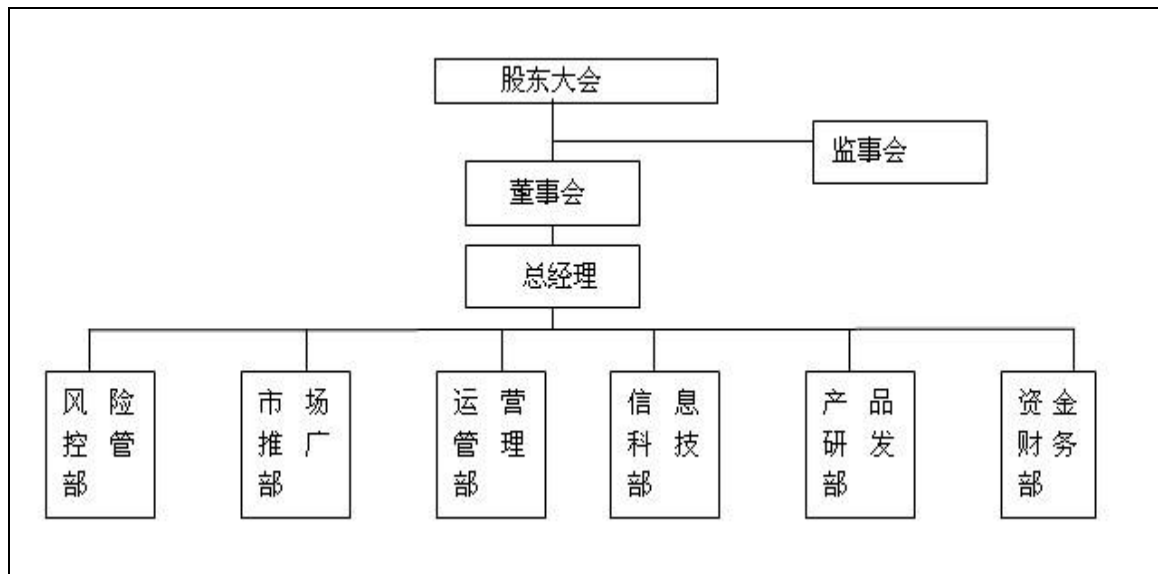 股东大会
监事会
董事会
总经理
风险
控管
部
市场
推广
部
运营
管理
部
信息
科技
部
产品
研发
部
资金
财务
部